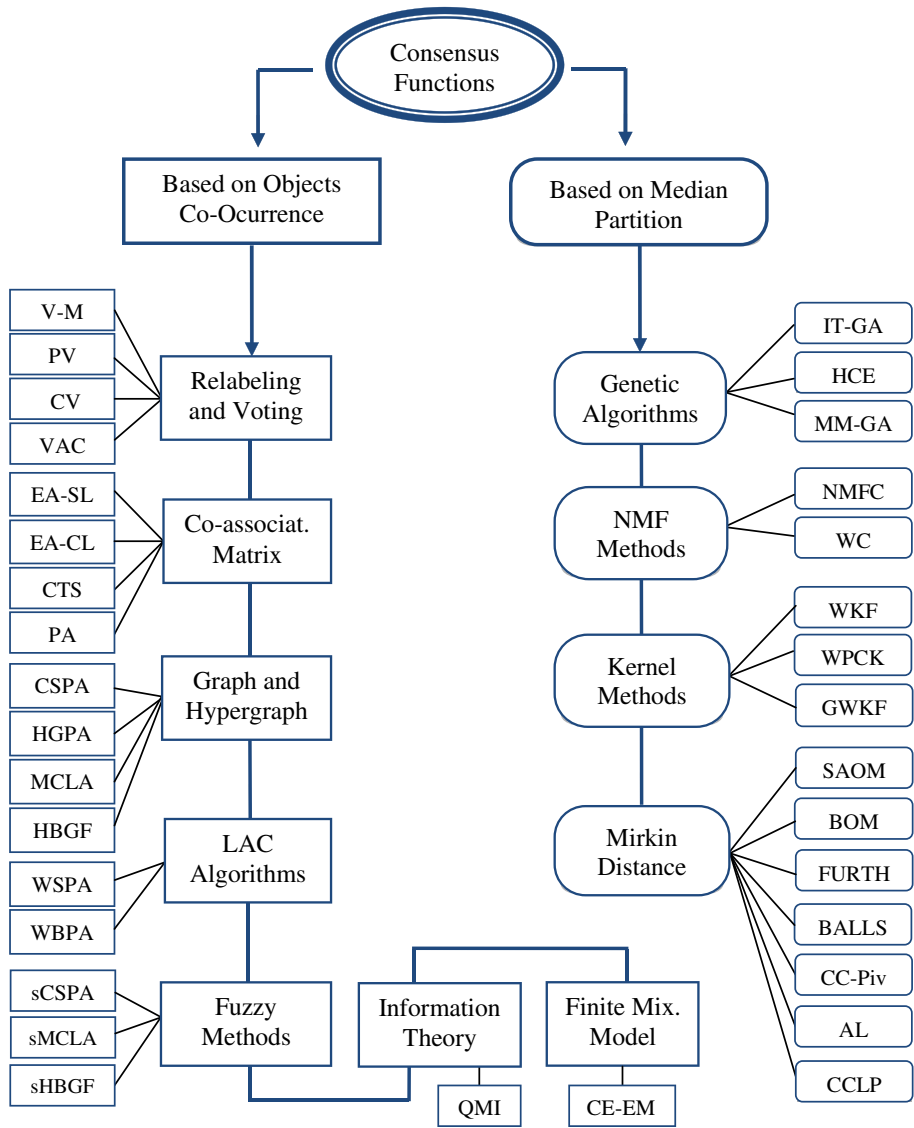 Consensus
Functions
Based on Objects
Co-Ocurrence
Based on Median
Partition
V-M
PV
CV
VAC
Relabeling
and Voting
EA-SL
EA-CL
CTS
PA
Co-associat.
Matrix
CSPA
HGPA
MCLA
HBGF
Graph and
Hypergraph
WSPA
WBPA
LAC
Algorithms
sCSPA
sMCLA
sHBGF
Fuzzy
Methods
Information
Theory
QMI
Finite Mix.
Model
CE-EM
Genetic
Algorithms
IT-GA
HCE
MM-GA
NMF
Methods
NMFC
WC
Kernel
Methods
WKF
WPCK
GWKF
Mirkin
Distance
SAOM
BOM
FURTH
BALLS
CC-Piv
AL
CCLP